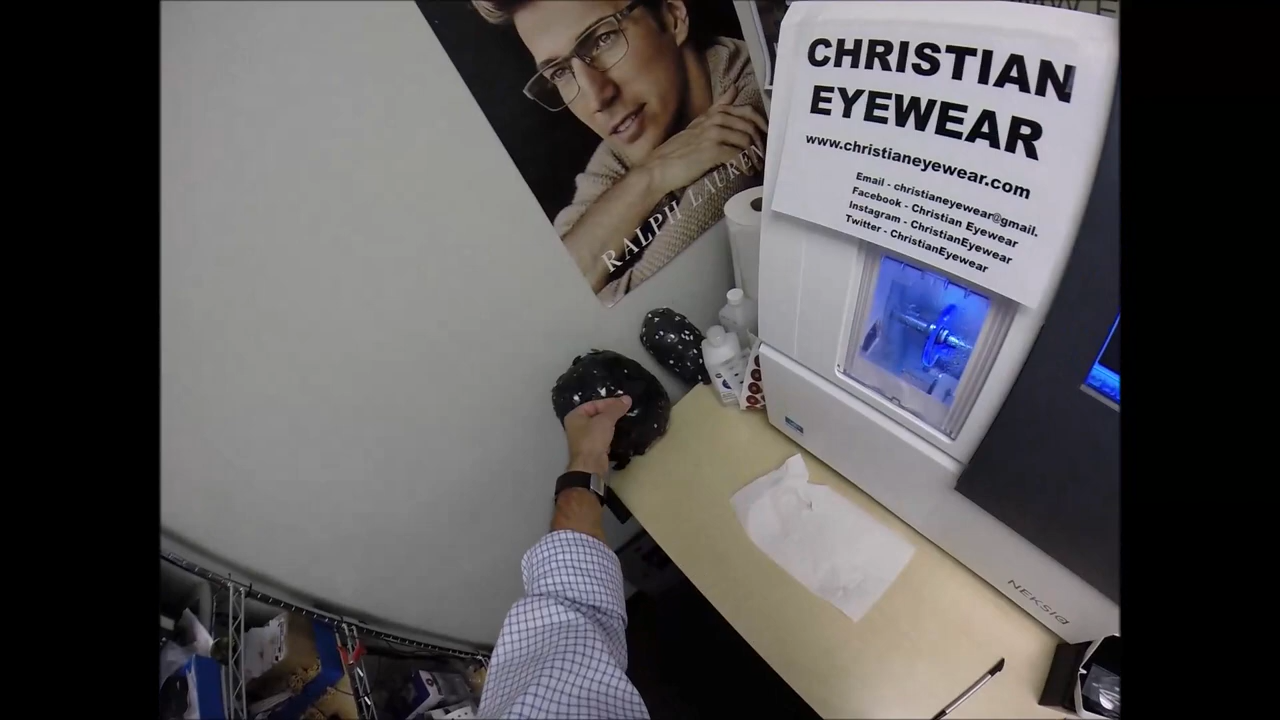 CHRISTIAN
EYEWEAR
www.christianeyewear.com
Email - christianeyewear@gmail.
Facebook - Christian Eyewear
Instagram - ChristianEyewear
Twitter - ChristianEyewear
RALPH LAUREN
NEKSIA